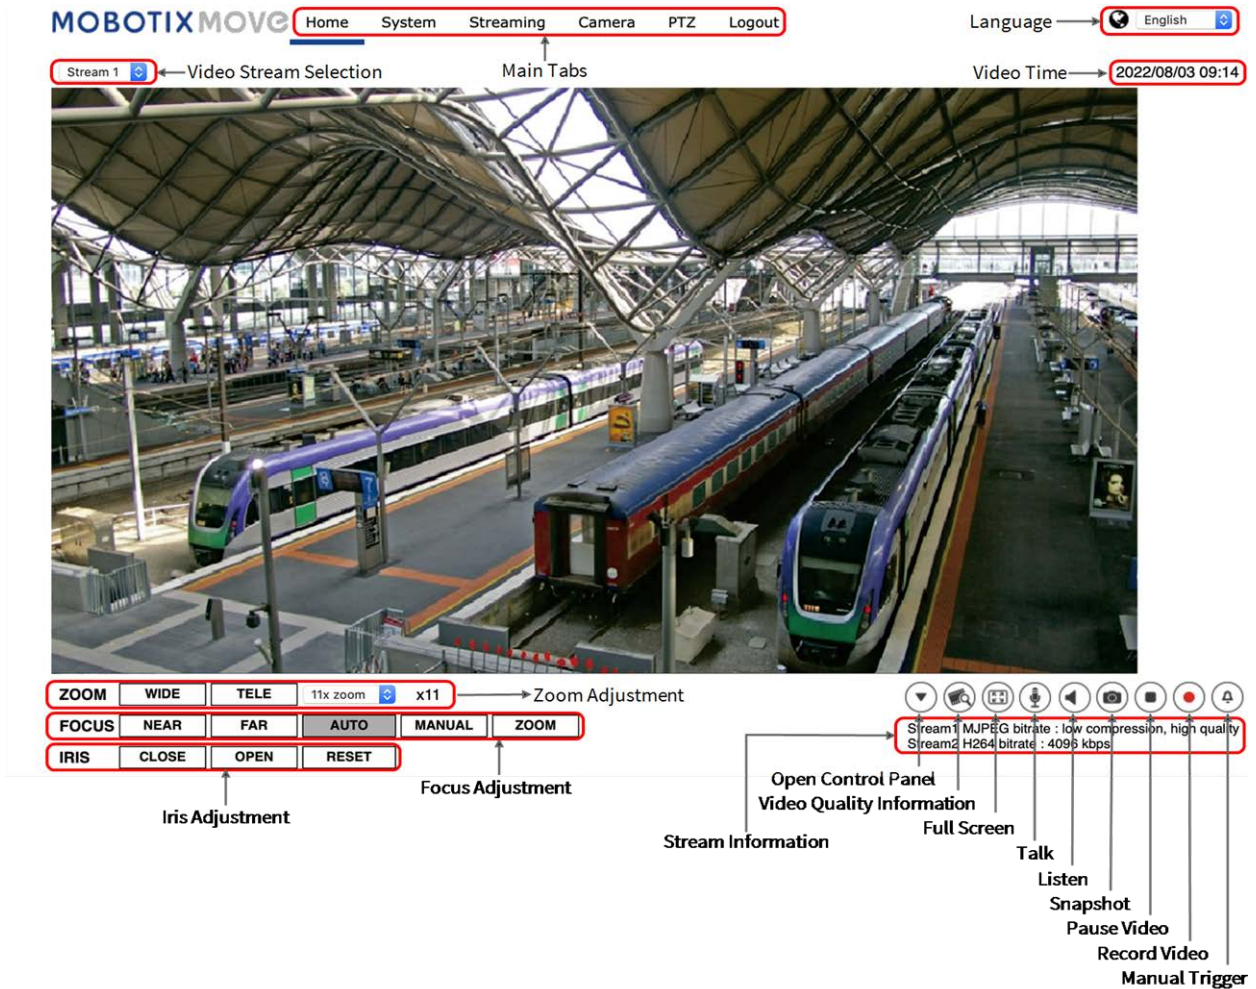 MOBOTIX MOVE
Home System Streaming Camera PTZ Logout
Language
English
Stream 1
Video Stream Selection
Main Tabs
Video Time
2022/08/03 09:14
7
ZOOM WIDE TELE 11x zoom x11
Zoom Adjustment
FOCUS NEAR FAR AUTO MANUAL ZOOM
IRIS CLOSE OPEN RESET
Focus Adjustment
Iris Adjustment
Stream1 MJPEG bitrate : low compression, high quality
Stream2 H264 bitrate : 4096 kbps
Open Control Panel
Video Quality Information
Full Screen
Stream Information
Talk
Listen
Snapshot
Pause Video
Record Video
Manual Trigger